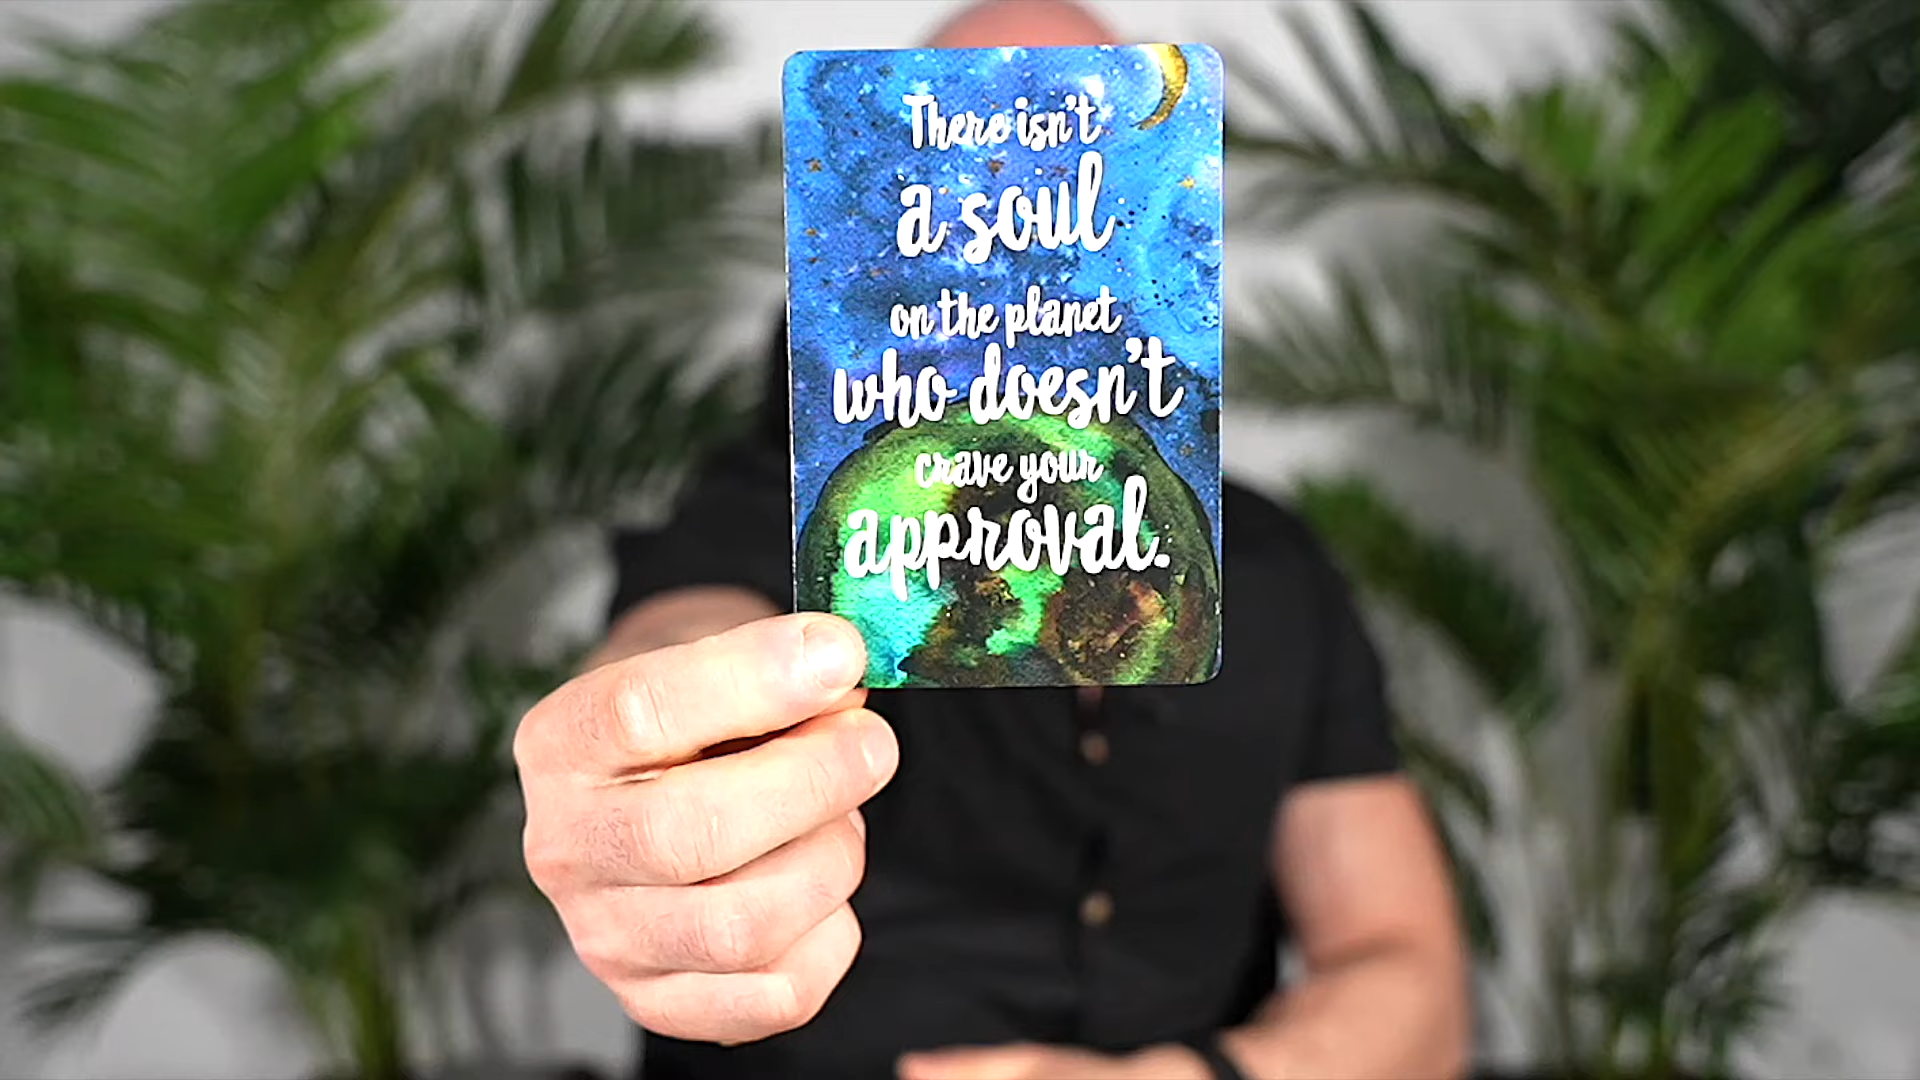 There isn't
a soul
on the planet
who doesn't
crave your
approval.